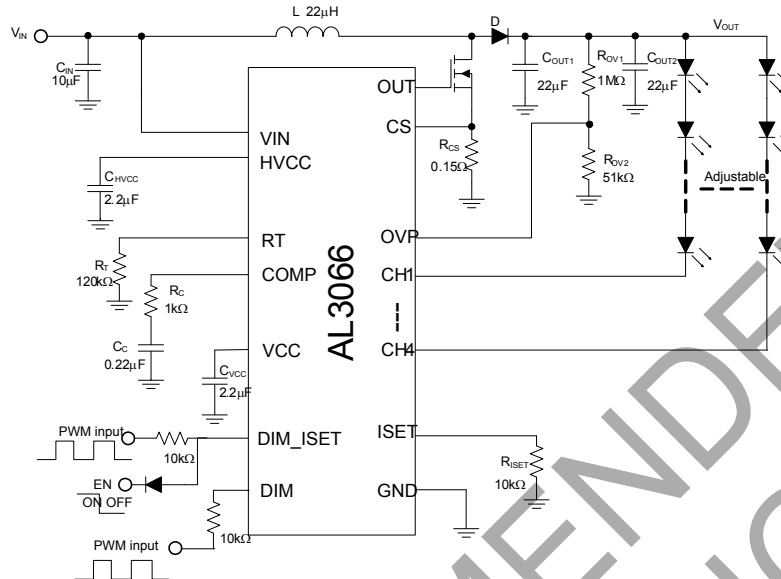 L 22μH
D
VIN
VOUT
CIN
10μF
COUT1
22μF
ROV1
1MΩ
COUT2
22μF
OUT
CS
RCS
0.15Ω
ROV2
51kΩ
Adjustable
VIN
HVCC
CHVCC
2.2μF
RT
RT
120kΩ
COMP
RC
1kΩ
CC
0.22μF
AL3066
OVP
CH1
CH4
VCC
CVCC
2.2μF
PWM input
10kΩ
DIM_ISET
ISET
RISET
10kΩ
EN
ON OFF
DIM
GND
10kΩ
PWM input